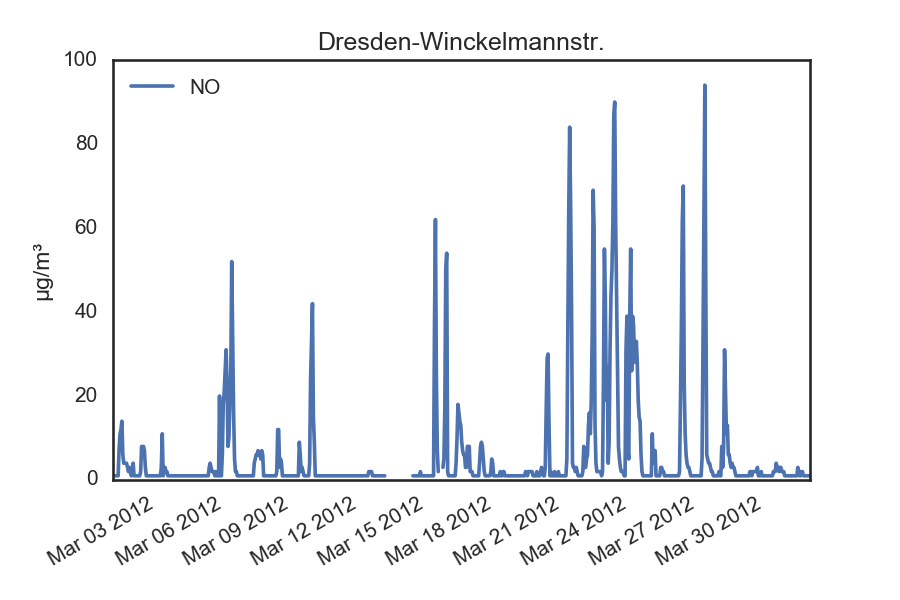 Dresden-Winckelmannstr.
100
80
60
40
20
0
µg/m³
NO
Mar 03 2012
Mar 06 2012
Mar 09 2012
Mar 12 2012
Mar 15 2012
Mar 18 2012
Mar 21 2012
Mar 24 2012
Mar 27 2012
Mar 30 2012